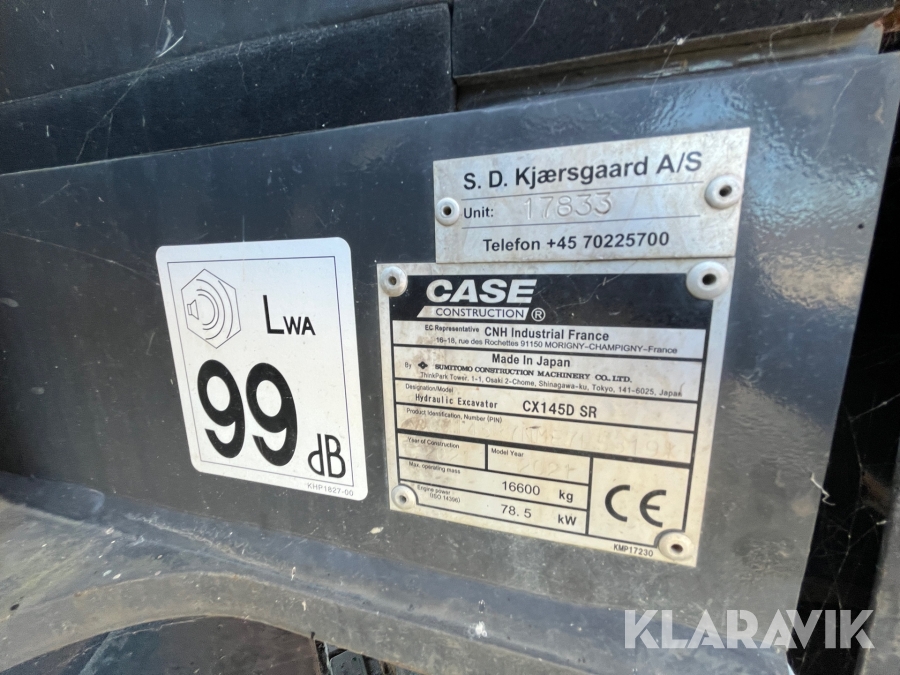 S. D. Kjærsgaard A/S
Unit: 17833
Telefon +45 70225700
LWA
99
dB
KHP1827-00
CASE
CONSTRUCTION ®
EC Representative CNH Industrial France
16-18, rue des Rochettes 91150 MORIGNY-CHAMPIGNY-France
Made In Japan
By SUMITOMO CONSTRUCTION MACHINERY CO., LTD.
ThinkPark Tower, 1-1, Osaki 2-Chome, Shinagawa-ku, Tokyo, 141-6025, Japan
Designation/Model
Hydraulic Excavator CX145D SR
Product Identification, Number (PIN)
Year of Construction
Model Year
Max. operating mass
16600 kg
Engine power
(ISO 14396)
78.5 kW
CE
KMP17230
KLARAVIK